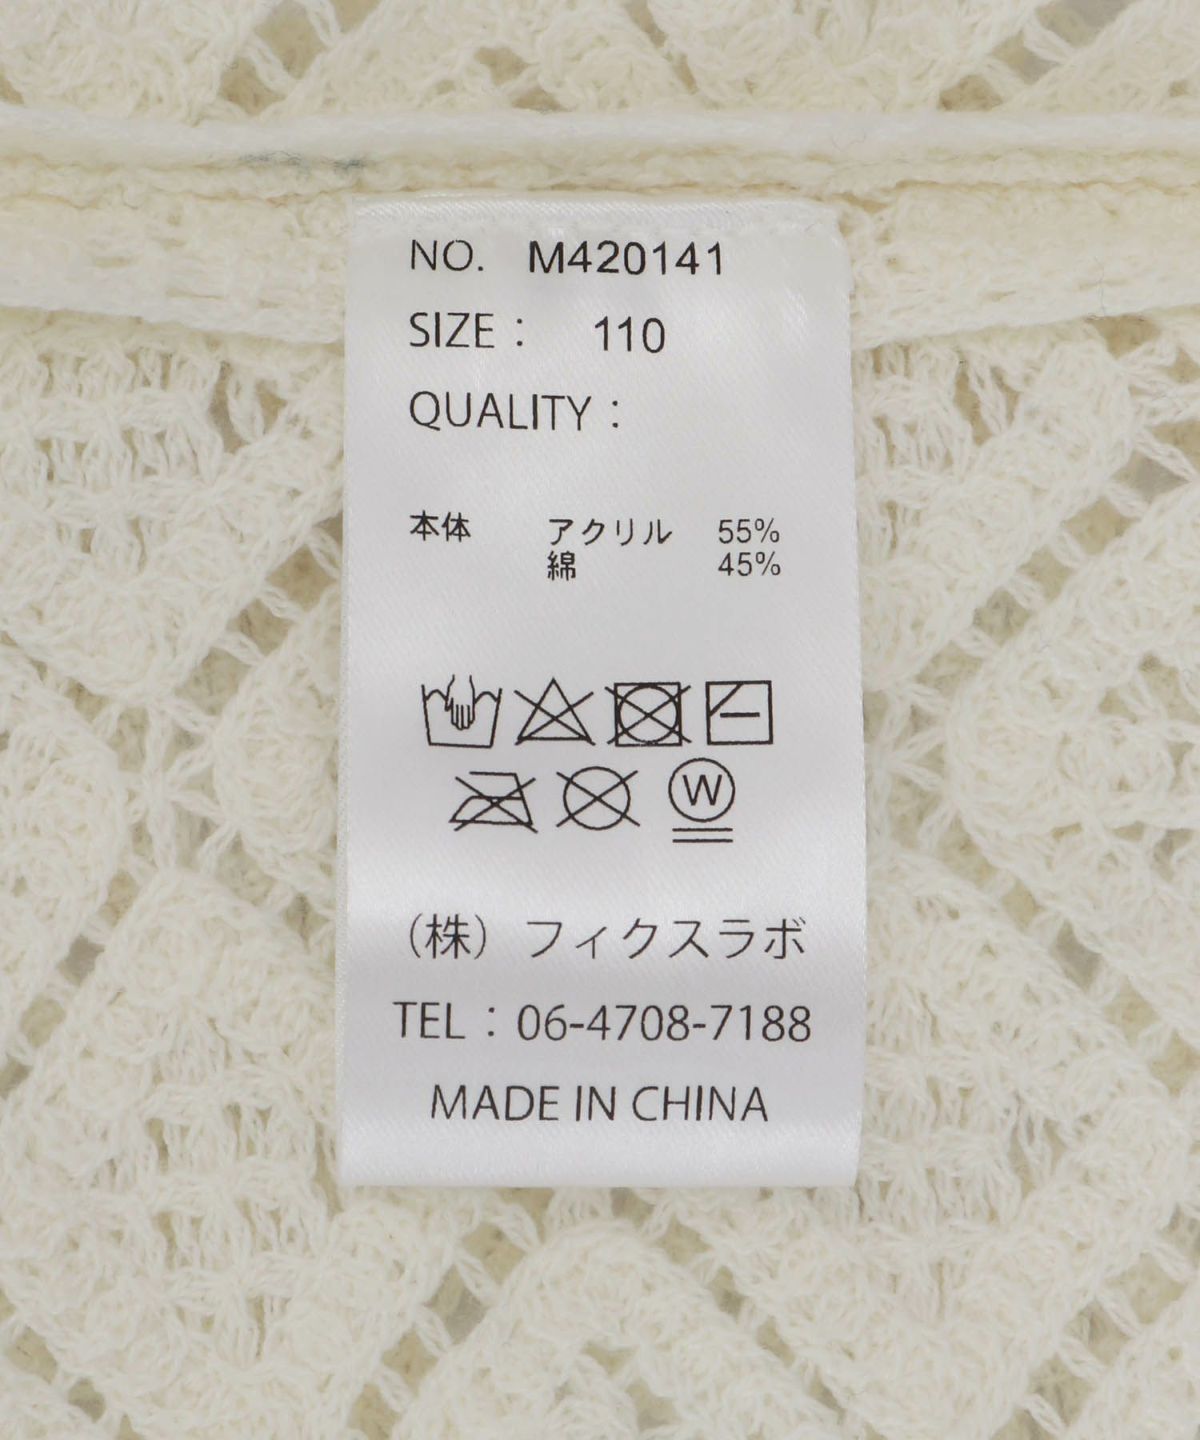 NO. M420141
SIZE : 110
QUALITY :
本体 アクリル 55%
綿 45%
W
(株) フィクスラボ
TEL : 06-4708-7188
MADE IN CHINA